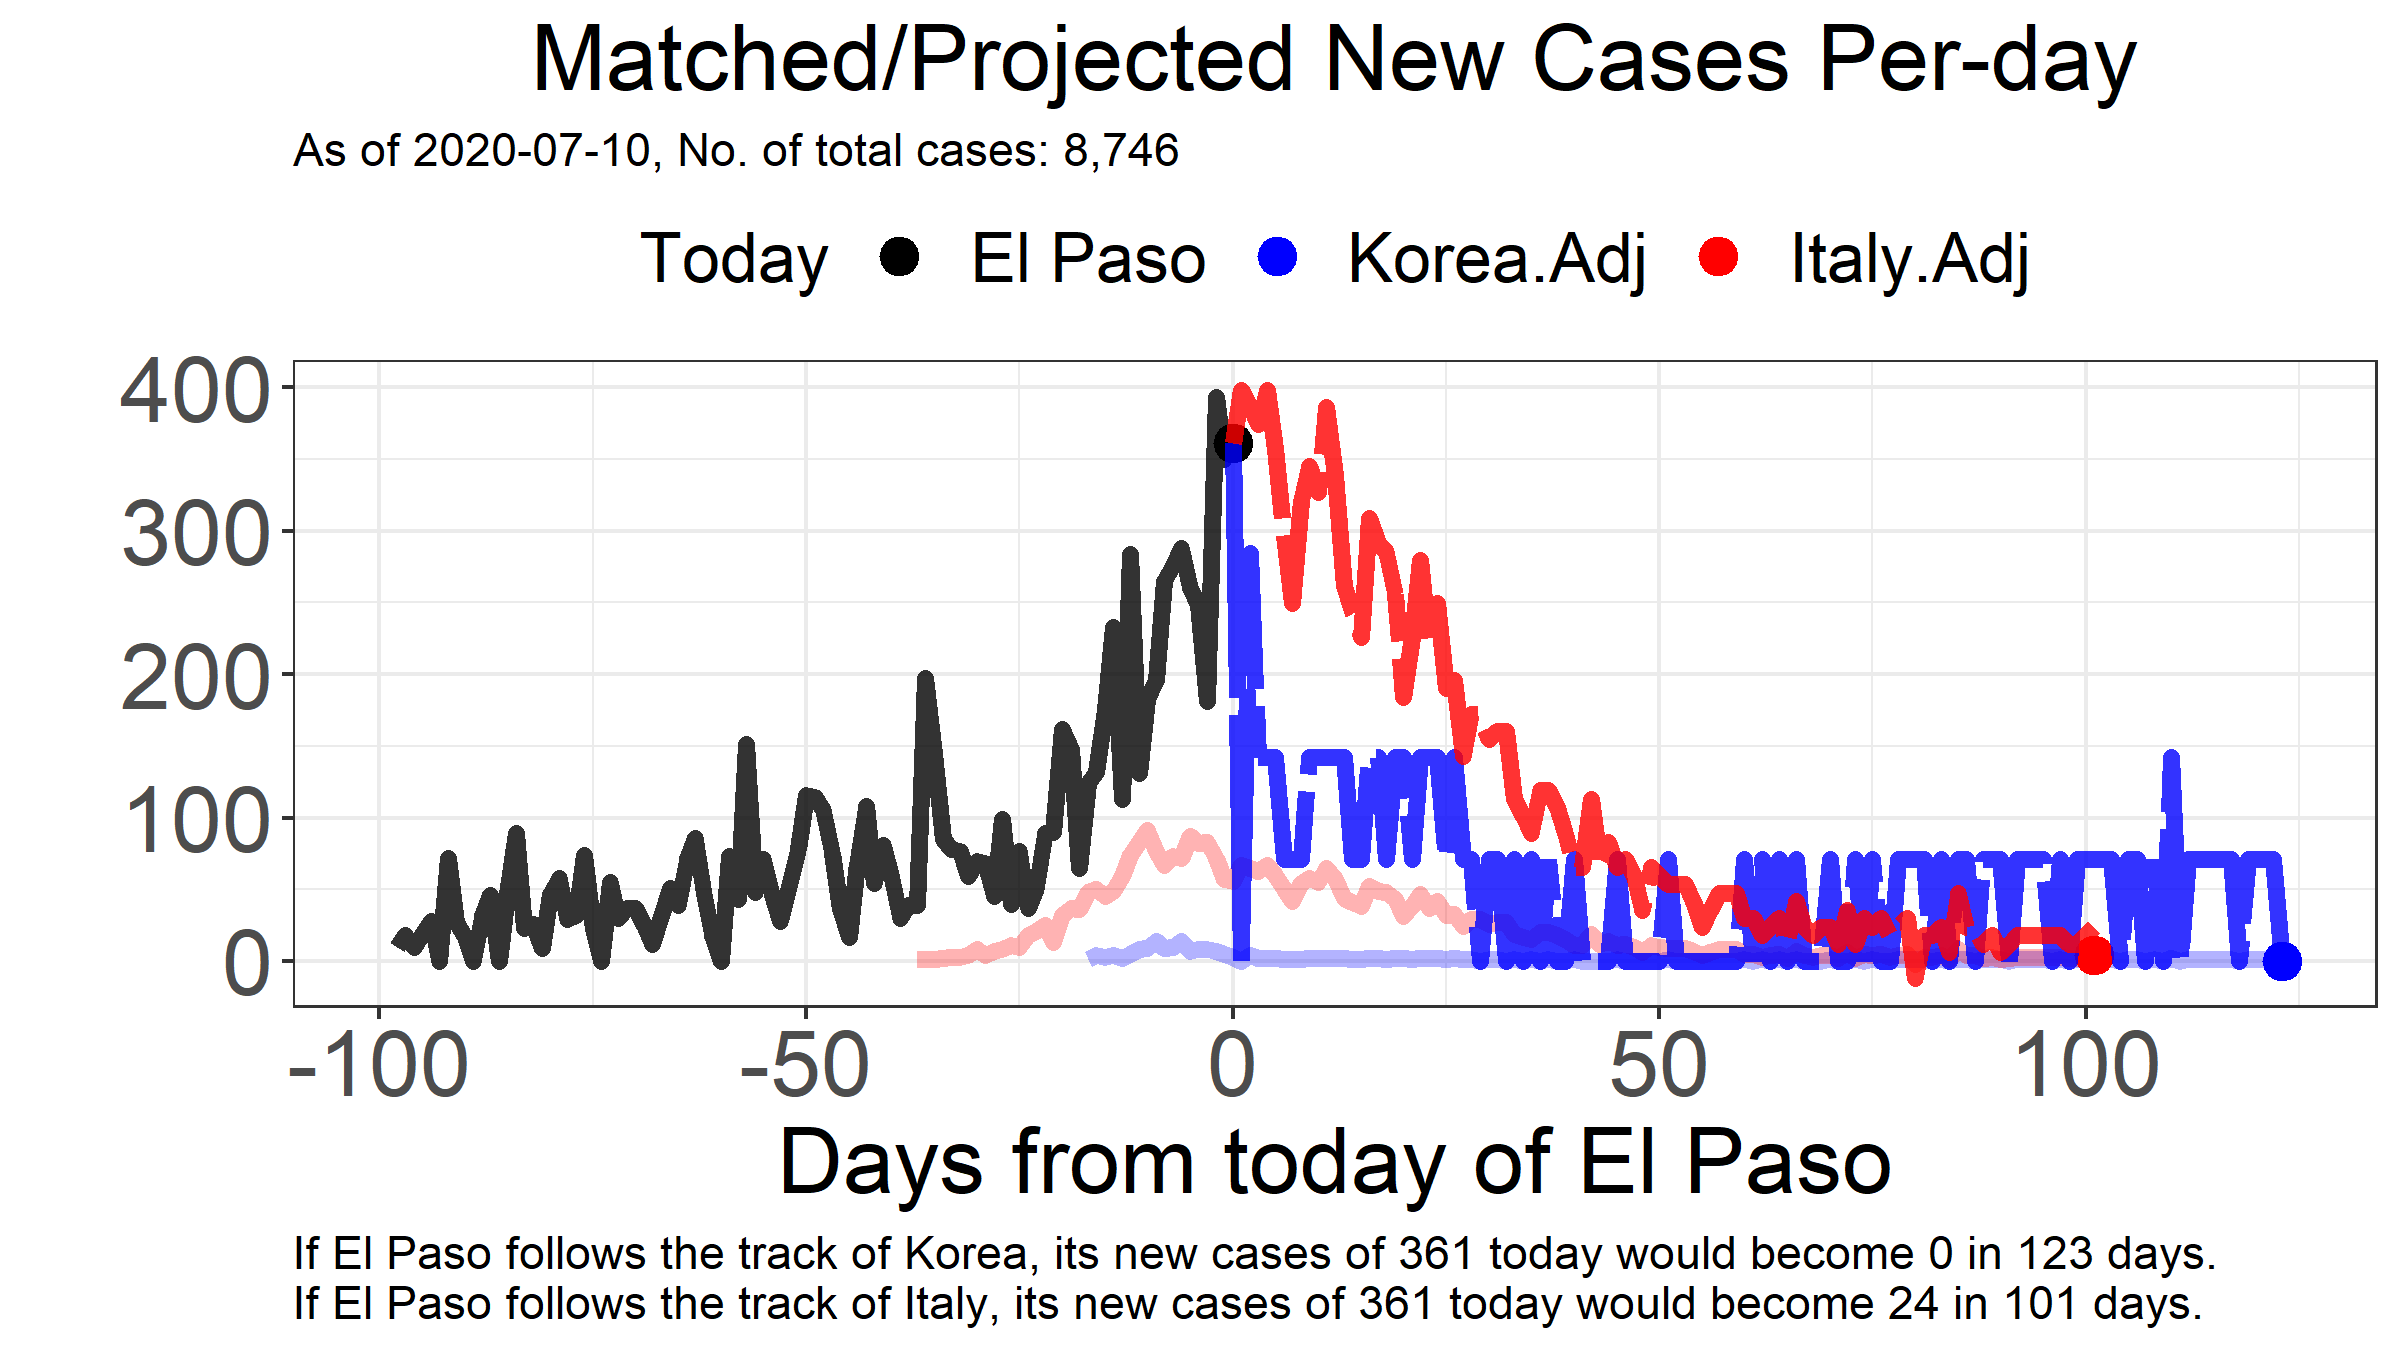 Matched/Projected New Cases Per-day
As of 2020-07-10, No. of total cases: 8,746
Today El Paso Korea.Adj Italy.Adj
400
300
200
100
0
-100 -50 0 50 100
Days from today of El Paso
If El Paso follows the track of Korea, its new cases of 361 today would become 0 in 123 days.
If El Paso follows the track of Italy, its new cases of 361 today would become 24 in 101 days.